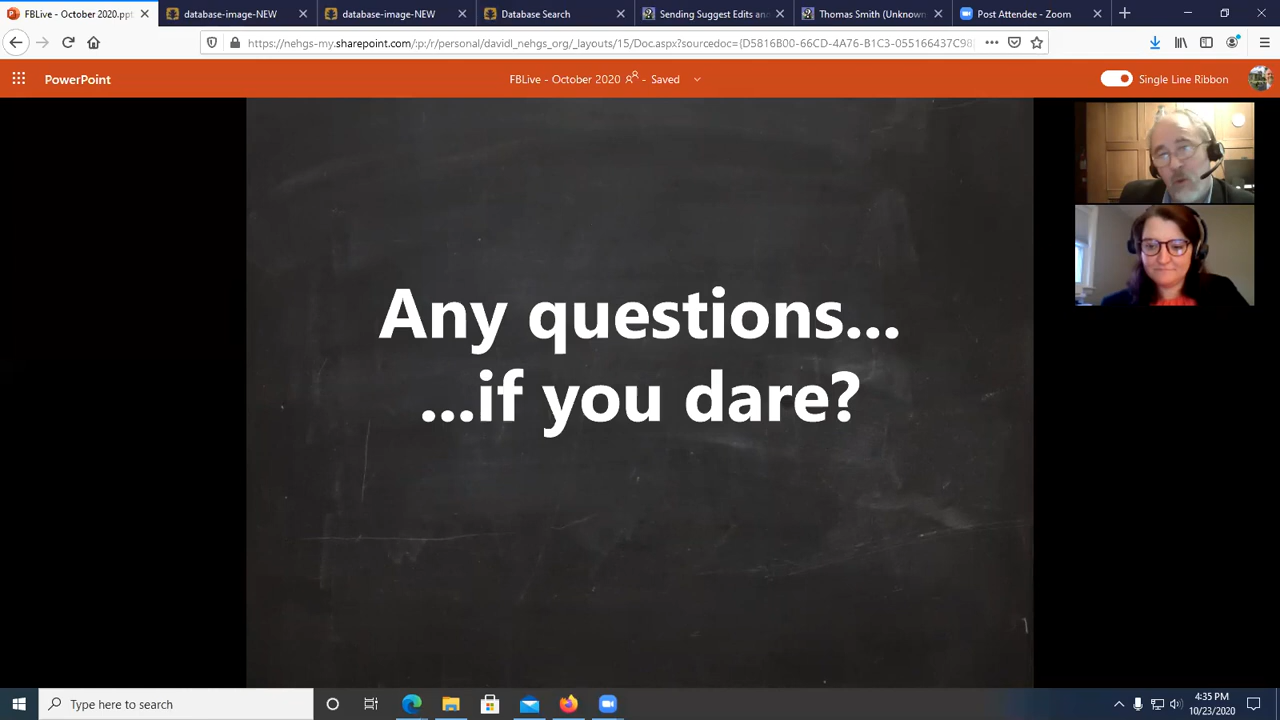 FBLive - October 2020.ppt
database-image-NEW
database-image-NEW
Database Search
Sending Suggest Edits and
Thomas Smith (Unknown
Post Attendee - Zoom
https://nehgs-my.sharepoint.com/:p:/r/personal/davidl_nehgs_org/_layouts/15/Doc.aspx?sourcedoc={D5816B00-66CD-4A76-B1C3-055166437C98
PowerPoint
FBLive - October 2020 - Saved
Single Line Ribbon
Any questions...
...if you dare?
Type here to search
4:35 PM
10/23/2020